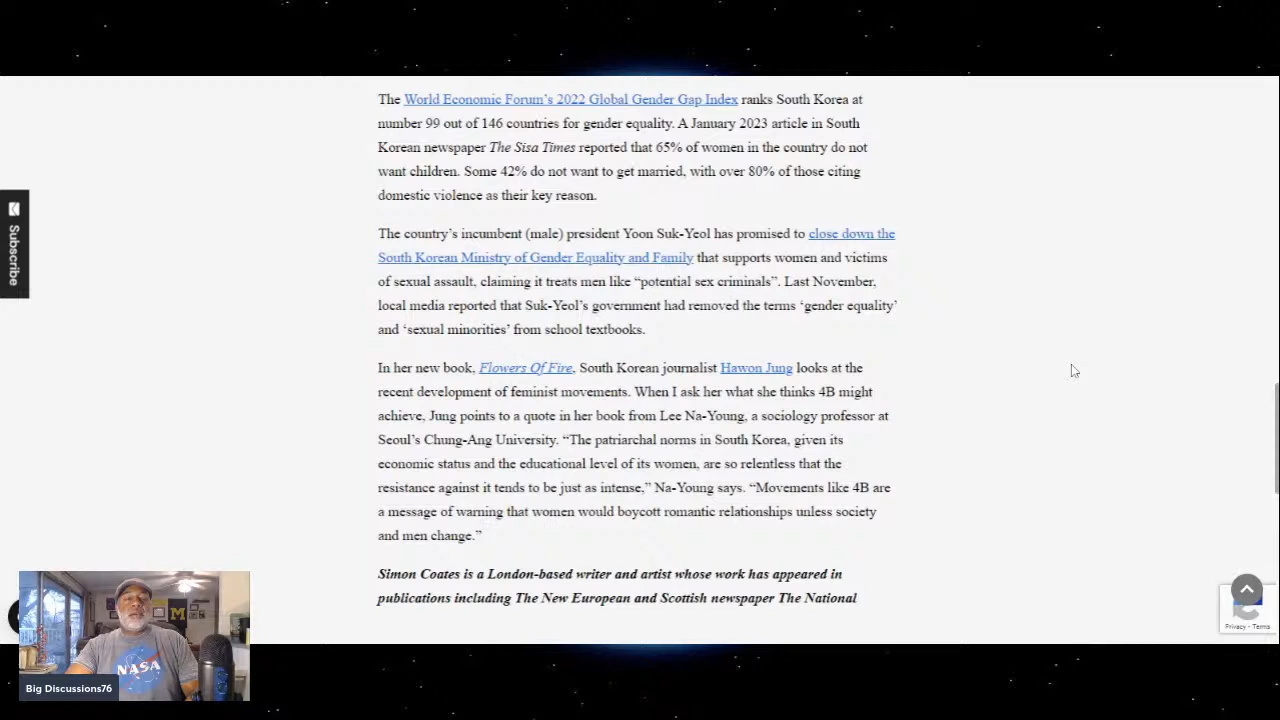 The World Economic Forum's 2022 Global Gender Gap Index ranks South Korea at
number 99 out of 146 countries for gender equality. A January 2023 article in South
Korean newspaper The Sisa Times reported that 65% of women in the country do not
want children. Some 42% do not want to get married, with over 80% of those citing
domestic violence as their key reason.
The country's incumbent (male) president Yoon Suk-Yeol has promised to close down the
South Korean Ministry of Gender Equality and Family that supports women and victims
of sexual assault, claiming it treats men like “potential sex criminals”. Last November,
local media reported that Suk-Yeol's government had removed the terms ‘gender equality’
and ‘sexual minorities’ from school textbooks.
In her new book, Flowers Of Fire, South Korean journalist Hawon Jung looks at the
recent development of feminist movements. When I ask her what she thinks 4B might
achieve, Jung points to a quote in her book from Lee Na-Young, a sociology professor at
Seoul's Chung-Ang University. “The patriarchal norms in South Korea, given its
economic status and the educational level of its women, are so relentless that the
resistance against it tends to be just as intense,” Na-Young says. “Movements like 4B are
a message of warning that women would boycott romantic relationships unless society
and men change.”
Simon Coates is a London-based writer and artist whose work has appeared in
publications including The New European and Scottish newspaper The National
Subscribe
Privacy - Terms
M
NASA
Big Discussions76